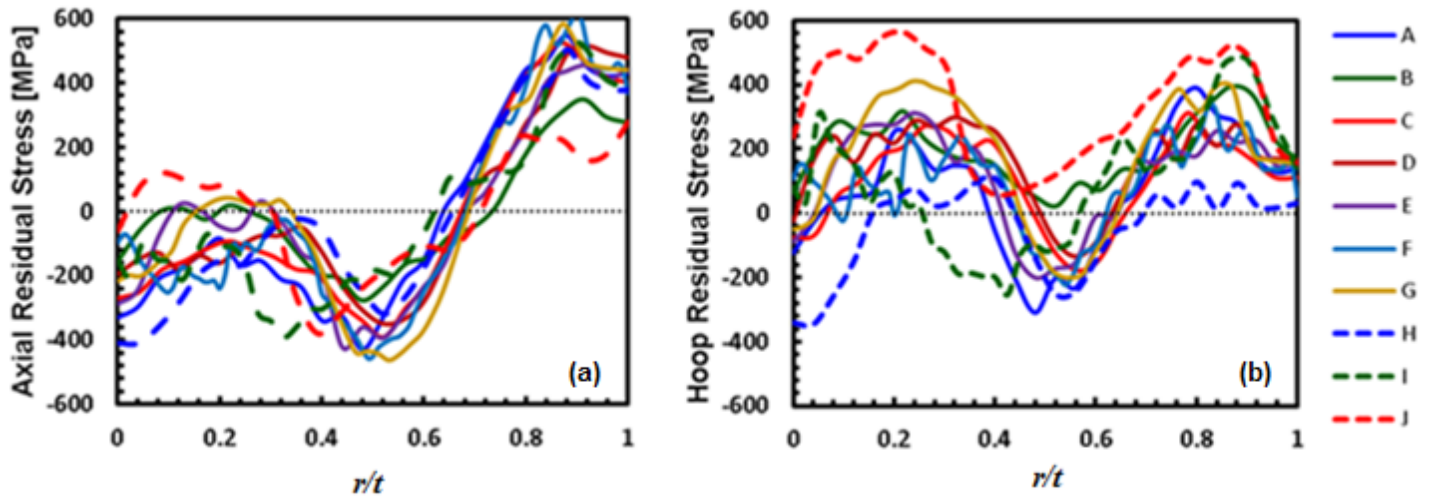 Axial Residual Stress [MPa]
600
400
200
0
-200
-400
-600
0
0.2
0.4
0.6
0.8
1
r/t
(a)
Hoop Residual Stress [MPa]
600
400
200
0
-200
-400
-600
0
0.2
0.4
0.6
0.8
1
r/t
(b)
A
B
C
D
E
F
G
H
I
J